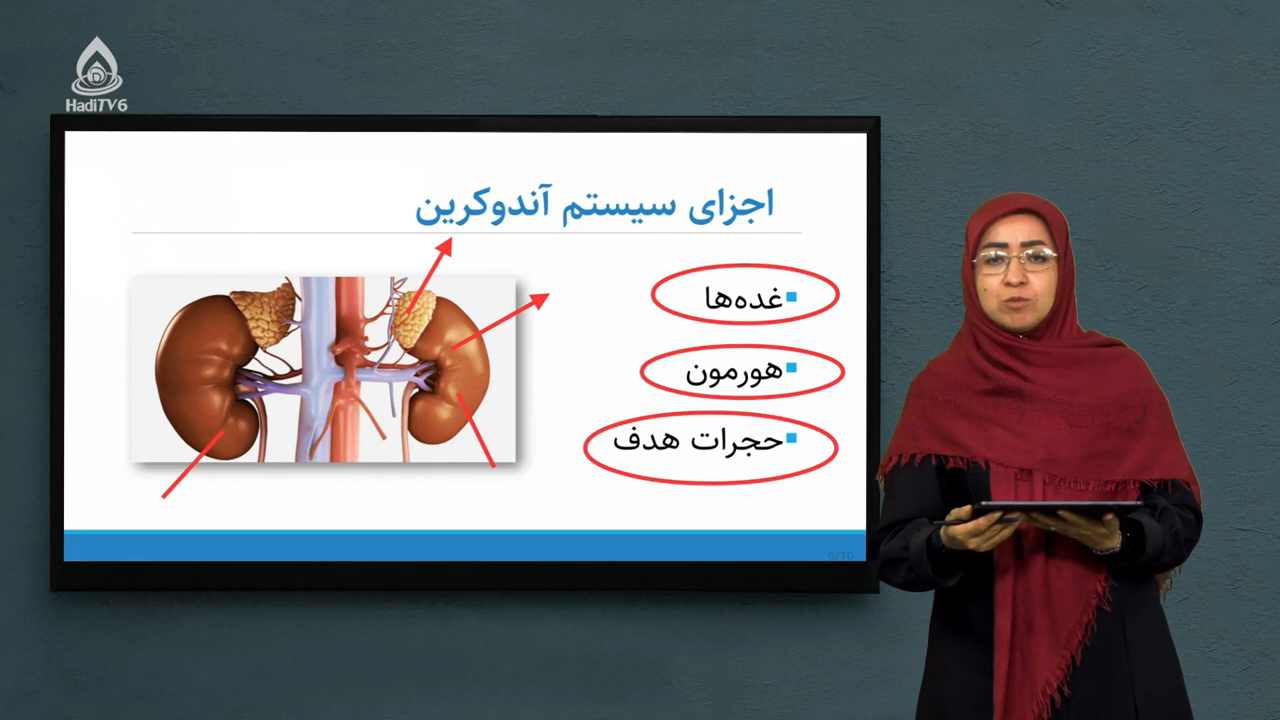 HadiTV6
اجزای سیستم آندوکرین
غده‌ها
هورمون
حجرات هدف
6/10